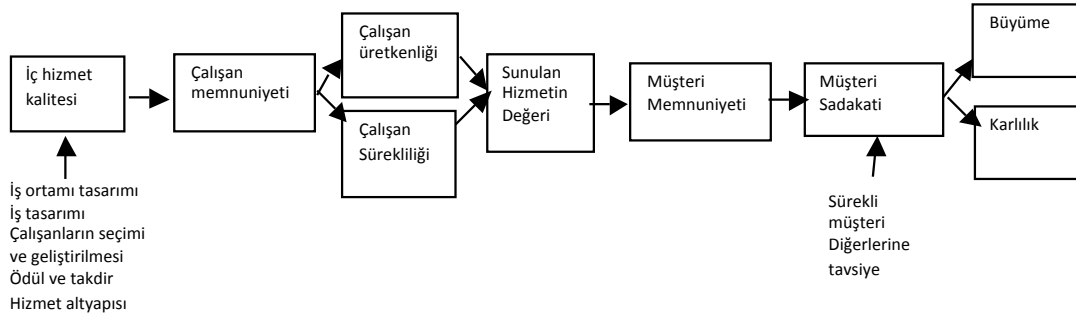 İç hizmet
kalitesi
Çalışan
memnuniyeti
Çalışan
üretkenliği
Çalışan
Sürekliliği
Sunulan
Hizmetin
Değeri
Müşteri
Memnuniyeti
Müşteri
Sadakati
Büyüme
Karlılık
İş ortamı tasarımı
İş tasarımı
Çalışanların seçimi
ve geliştirilmesi
Ödül ve takdir
Hizmet altyapısı
Sürekli
müşteri
Diğerlerine
tavsiye